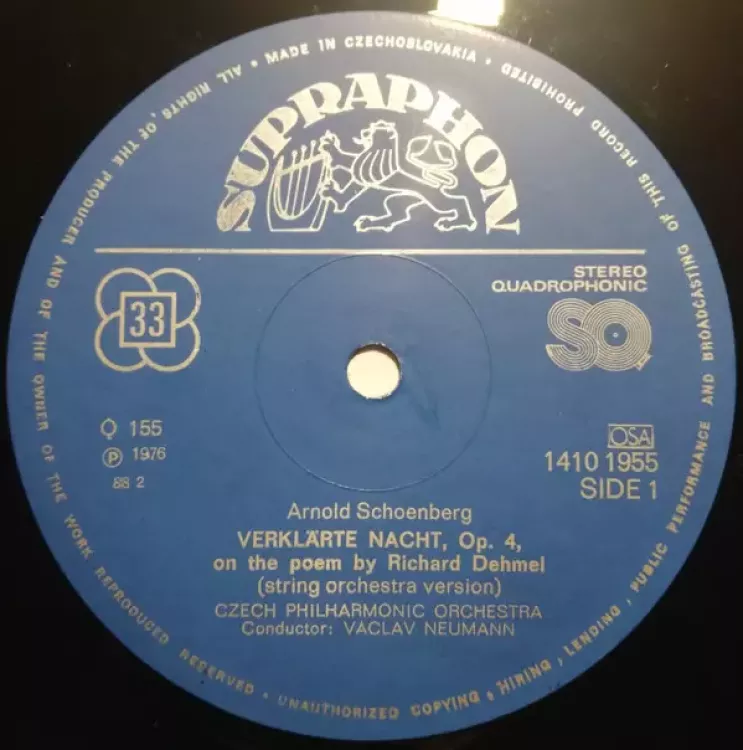 ALL RIGHTS OF THE PRODUCER AND OF THE OWNER OF THE WORK REPRODUCED RESERVED • UNAUTHORIZED COPYING, HIRING, LENDING, PUBLIC PERFORMANCE AND BROADCASTING OF THIS RECORD PROHIBITED • MADE IN CZECHOSLOVAKIA •
SUPRAPHON
STEREO
QUADROPHONIC
33
SQ
Q 155
Ⓟ 1976
88 2
OSA
1410 1955
SIDE 1
Arnold Schoenberg
VERKLÄRTE NACHT, Op. 4,
on the poem by Richard Dehmel
(string orchestra version)
CZECH PHILHARMONIC ORCHESTRA
Conductor: VÁCLAV NEUMANN